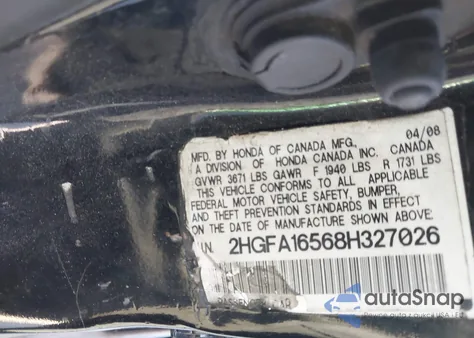 04/08
MFD. BY HONDA OF CANADA MFG.,
A DIVISION OF HONDA CANADA INC. CANADA
GVWR 3671 LBS GAWR F 1940 LBS R 1731 LBS
THIS VEHICLE CONFORMS TO ALL APPLICABLE
FEDERAL MOTOR VEHICLE SAFETY, BUMPER,
AND THEFT PREVENTION STANDARDS IN EFFECT
ON THE DATE OF MANUFACTURE SHOWN ABOVE.
2HGFA16568H327026
PASSENGER CAR
autoSnap